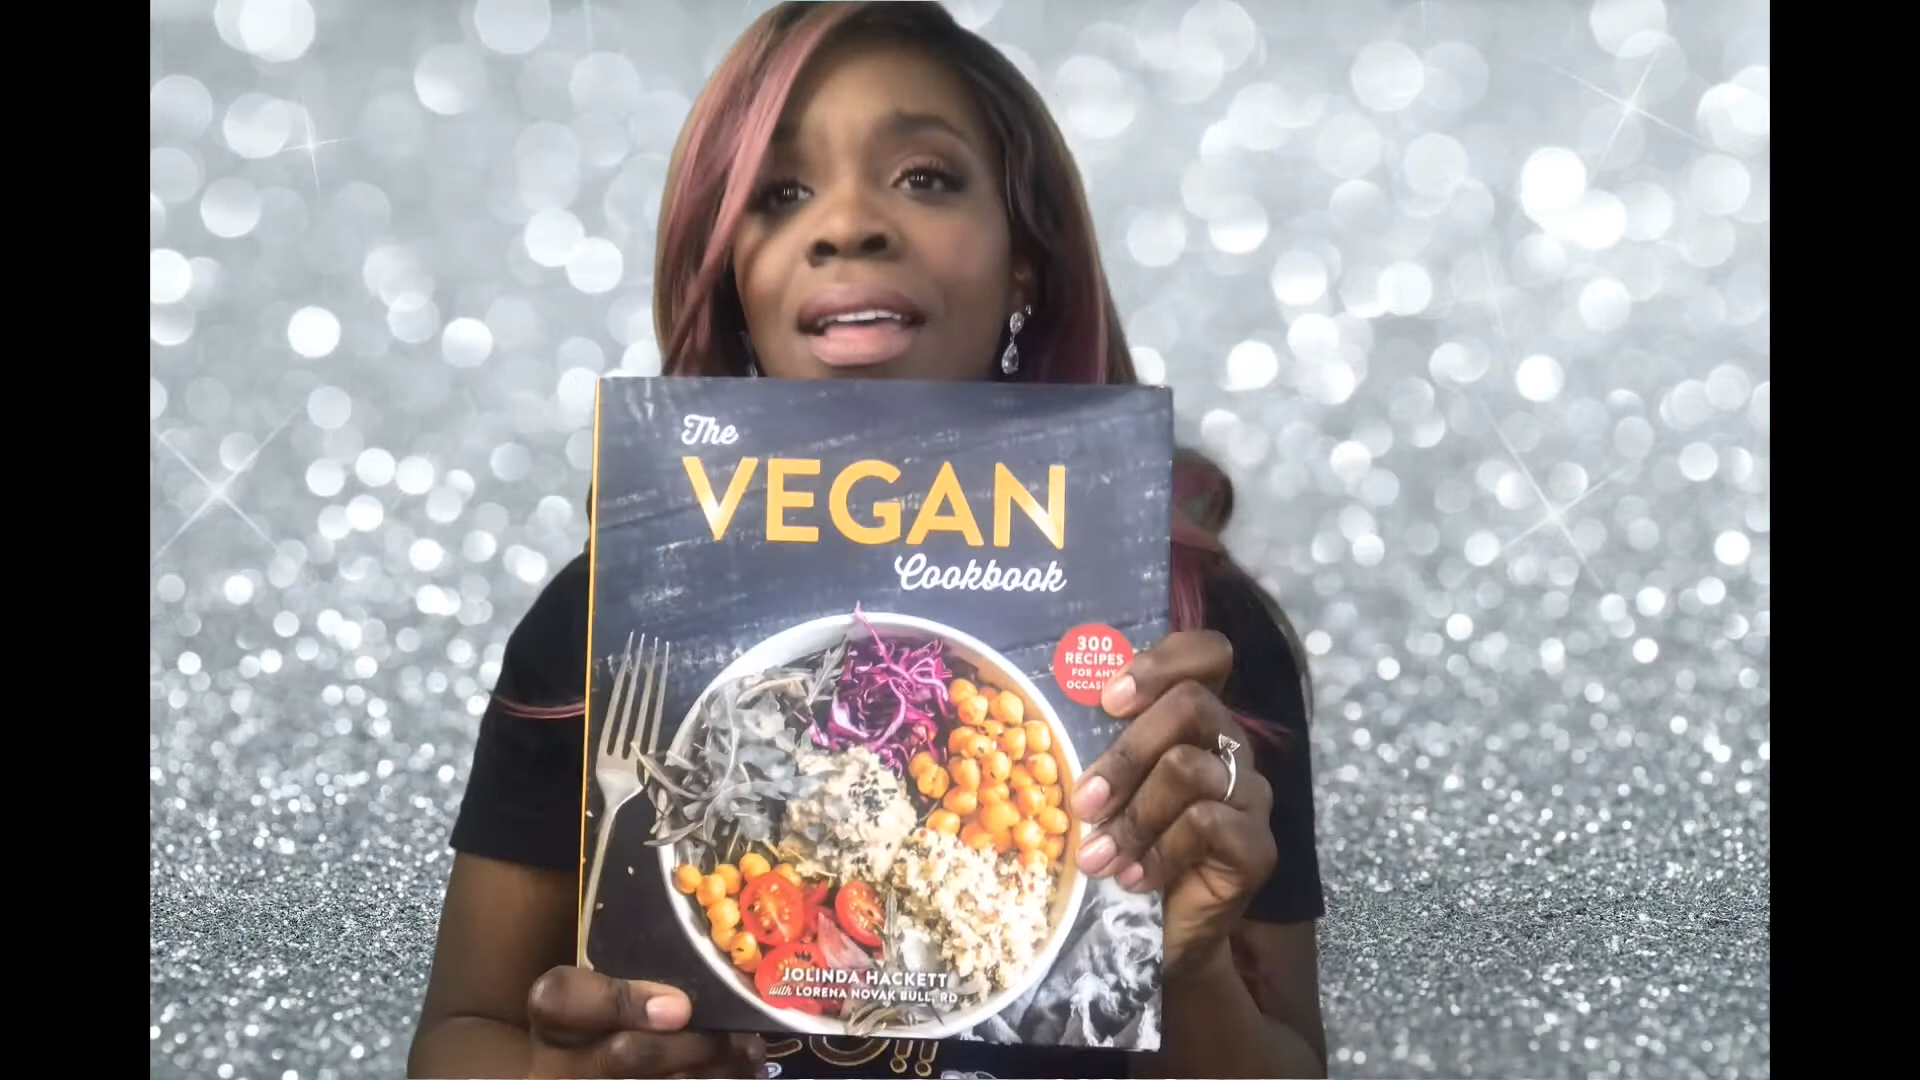 The
VEGAN
Cookbook
300
RECIPES
FOR ANY
JOLINDA HACKETT
with LORENA NOVAK BULL, RD